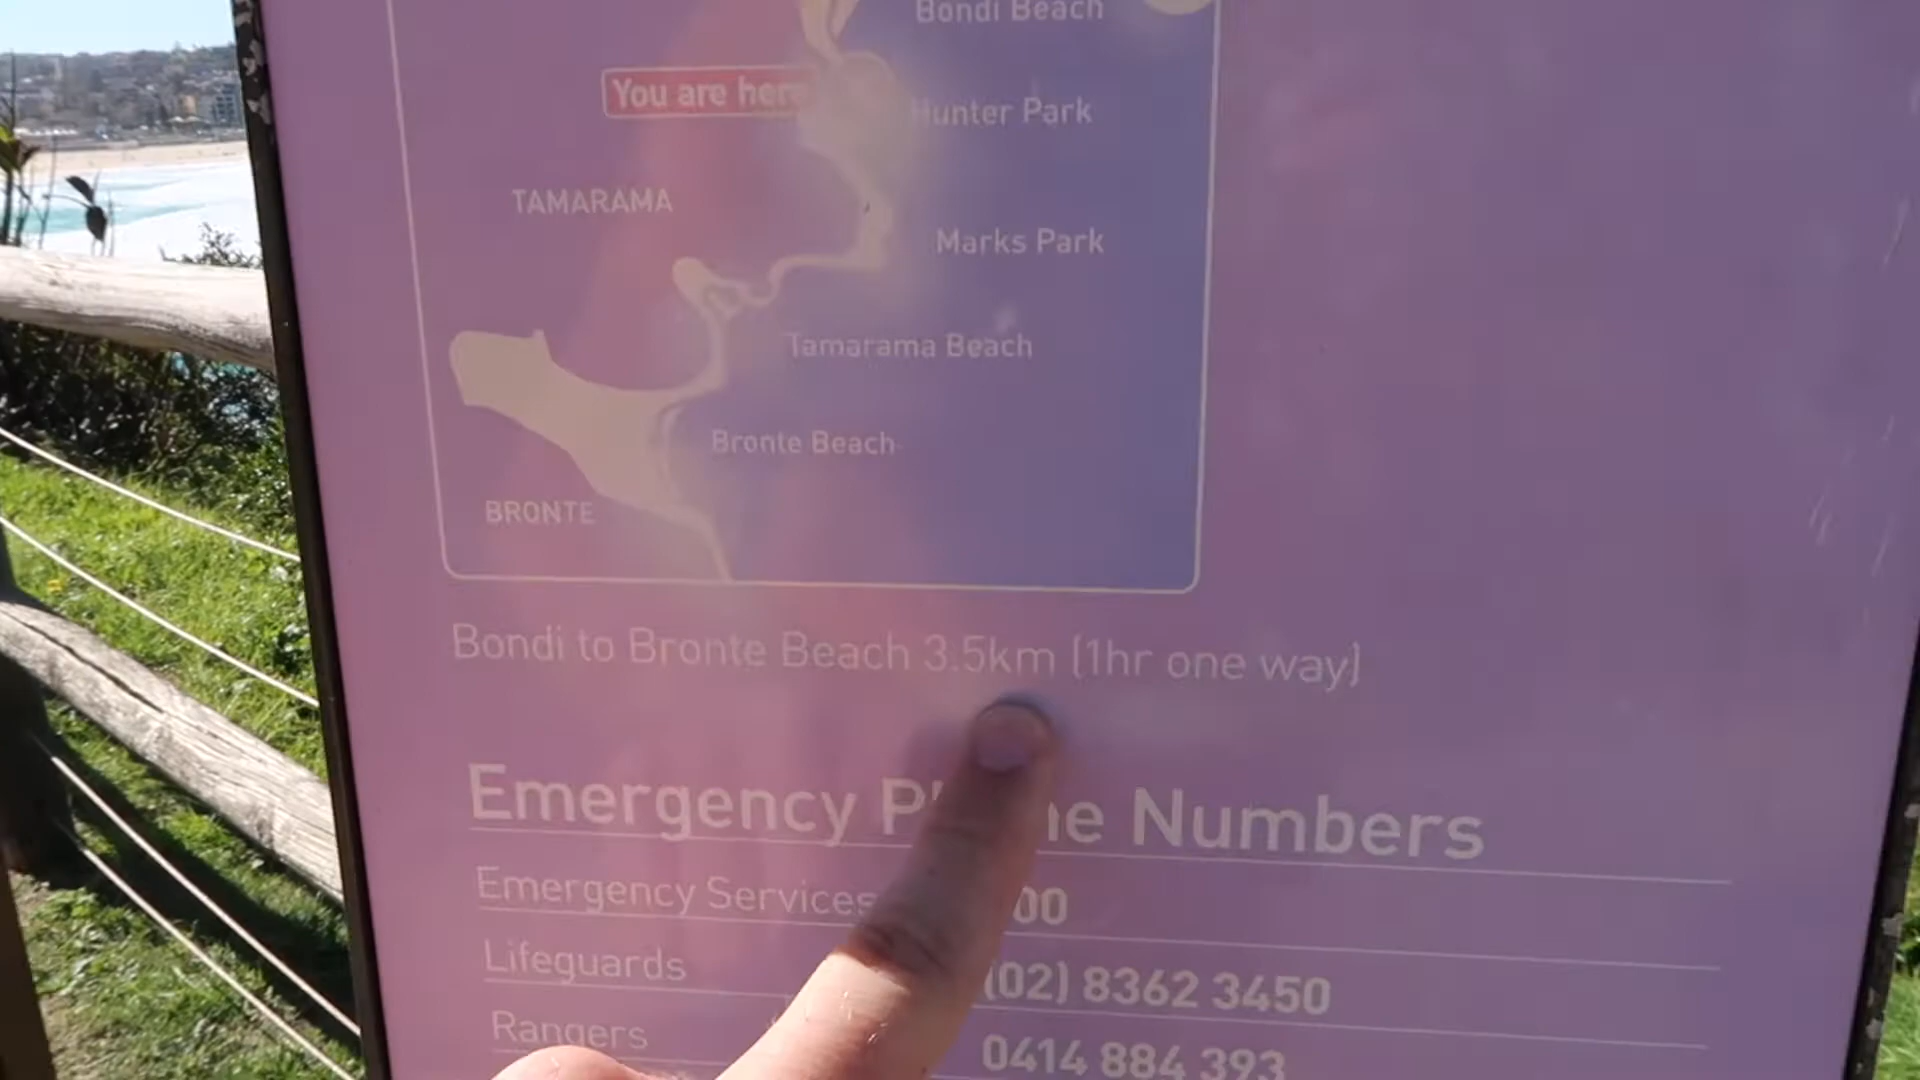 Bondi Beach
You are here
Hunter Park
TAMARAMA
Marks Park
Tamarama Beach
Bronte Beach
BRONTE
Bondi to Bronte Beach 3.5km (1hr one way)
Emergency Phone Numbers
Emergency Services 00
Lifeguards (02) 8362 3450
Rangers 0414 884 393